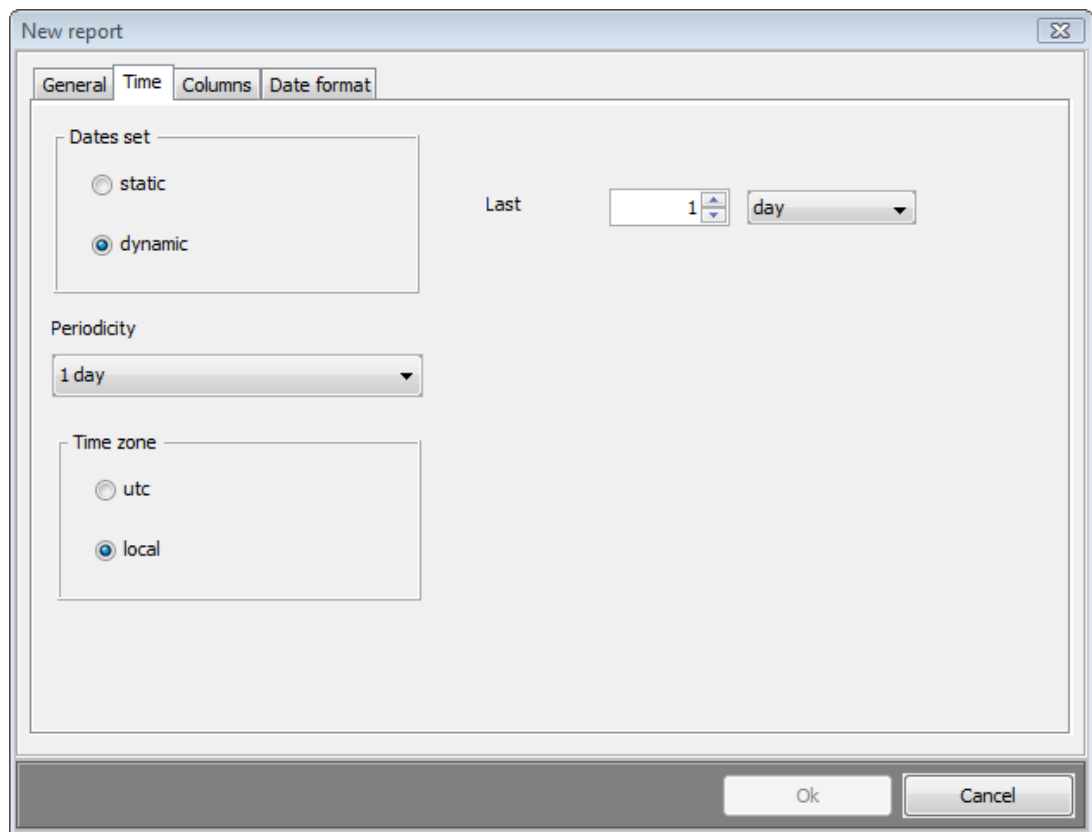 New report
General Time Columns Date format
Dates set
static
Last 1 day
dynamic
Periodicity
1 day
Time zone
utc
local
Ok Cancel